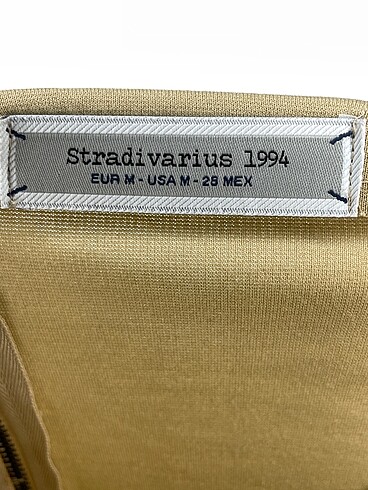 Stradivarius 1994
EUR M - USA M - 28 MEX